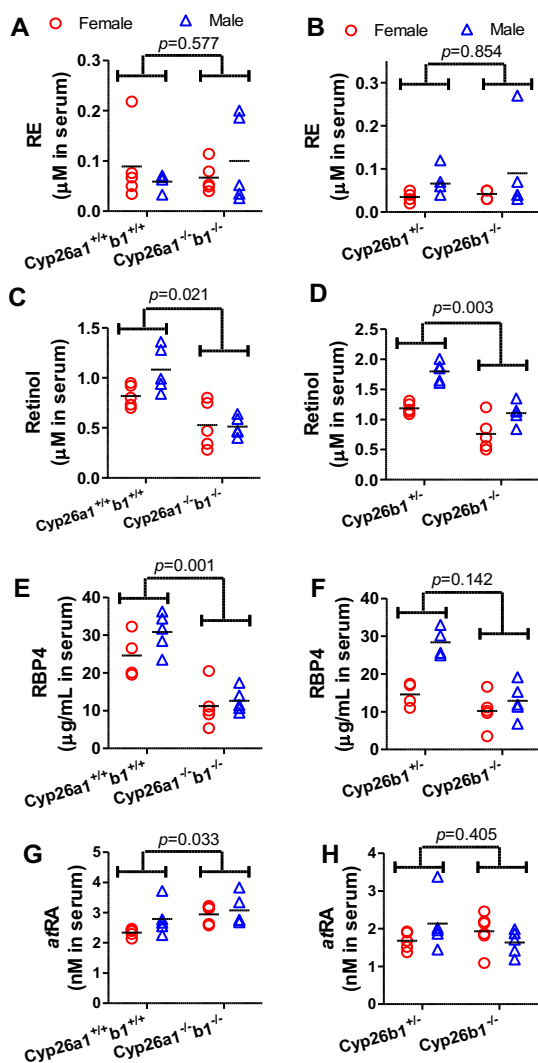 A Female Male
p=0.577
RE
(μM in serum)
0.3
0.2
0.1
0.0
Cyp26a1+/+b1+/+
Cyp26a1-/-b1-/-
B Female Male
p=0.854
RE
(μM in serum)
0.3
0.2
0.1
0.0
Cyp26b1+/-
Cyp26b1-/-
C
p=0.021
Retinol
(μM in serum)
1.5
1.0
0.5
0.0
Cyp26a1+/+b1+/+
Cyp26a1-/-b1-/-
D
p=0.003
Retinol
(μM in serum)
2.5
2.0
1.5
1.0
0.5
0.0
Cyp26b1+/-
Cyp26b1-/-
E
p=0.001
RBP4
(μg/mL in serum)
40
30
20
10
0
Cyp26a1+/+b1+/+
Cyp26a1-/-b1-/-
F
p=0.142
RBP4
(μg/mL in serum)
40
30
20
10
0
Cyp26b1+/-
Cyp26b1-/-
G
p=0.033
atRA
(nM in serum)
5
4
3
2
1
0
Cyp26a1+/+b1+/+
Cyp26a1-/-b1-/-
H
p=0.405
atRA
(nM in serum)
4
3
2
1
0
Cyp26b1+/-
Cyp26b1-/-